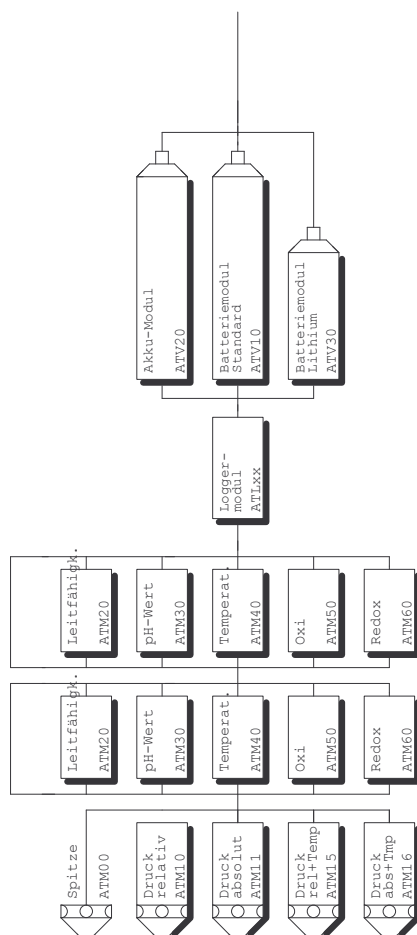 Akku-Modul
ATV20
Batteriemodul
Standard
ATV10
Batteriemodul
Lithium
ATV30
Logger-
modul
ATLxx
Leitfähigk.
ATM20
pH-Wert
ATM30
Temperat.
ATM40
Oxi
ATM50
Redox
ATM60
Leitfähigk.
ATM20
pH-Wert
ATM30
Temperat.
ATM40
Oxi
ATM50
Redox
ATM60
Spitze
ATM00
Druck
relativ
ATM10
Druck
absolut
ATM11
Druck
rel+Temp
ATM15
Druck
abs+Tmp
ATM16